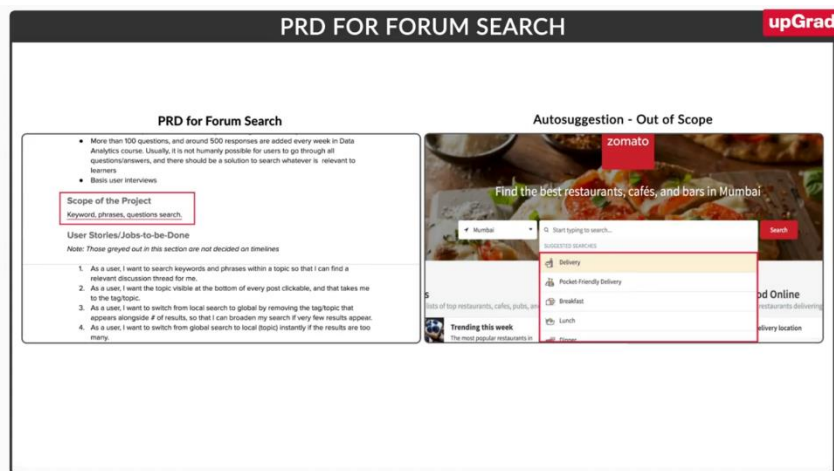 PRD FOR FORUM SEARCH
upGrad
PRD for Forum Search
• More than 100 questions, and around 500 responses are added every week in Data
Analytics course. Usually, it is not humanly possible for users to go through all
questions/answers, and there should be a solution to search whatever is relevant to
learners
• Basis user interviews
Scope of the Project
Keyword, phrases, questions search.
User Stories/Jobs-to-be-Done
Note: Those greyed out in this section are not decided on timelines
1. As a user, I want to search keywords and phrases within a topic so that I can find a
relevant discussion thread for me.
2. As a user, I want the topic visible at the bottom of every post clickable, and that takes me
to the tag/topic.
3. As a user, I want to switch from local search to global by removing the tag/topic that
appears alongside # of results, so that I can broaden my search if very few results appear.
4. As a user, I want to switch from global search to local (topic) instantly if the results are too
many.
Autosuggestion - Out of Scope
zomato
Find the best restaurants, cafés, and bars in Mumbai
Mumbai
Start typing to search...
Search
SUGGESTED SEARCHES
Delivery
Pocket-Friendly Delivery
Breakfast
Lunch
Dinner
s
lists of top restaurants, cafes, pubs, and
Trending this week
The most popular restaurants in
od Online
restaurants delivering
elivery location